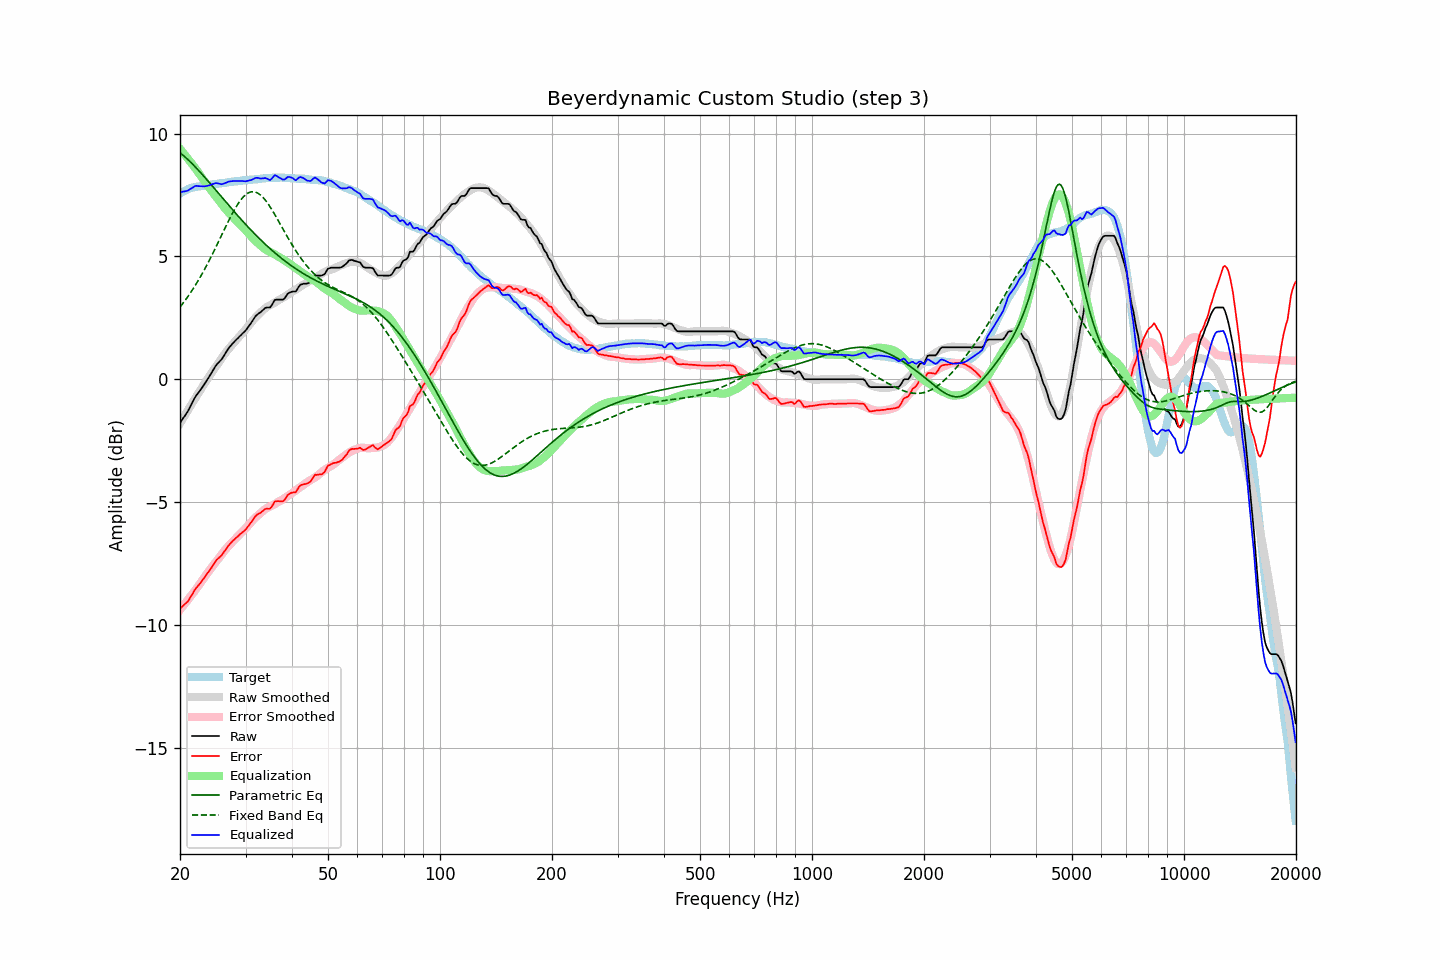 Beyerdynamic Custom Studio (step 3)
10
5
0
−5
−10
−15
Amplitude (dBr)
Target
Raw Smoothed
Error Smoothed
Raw
Error
Equalization
Parametric Eq
Fixed Band Eq
Equalized
20 50 100 200 500 1000 2000 5000 10000 20000
Frequency (Hz)